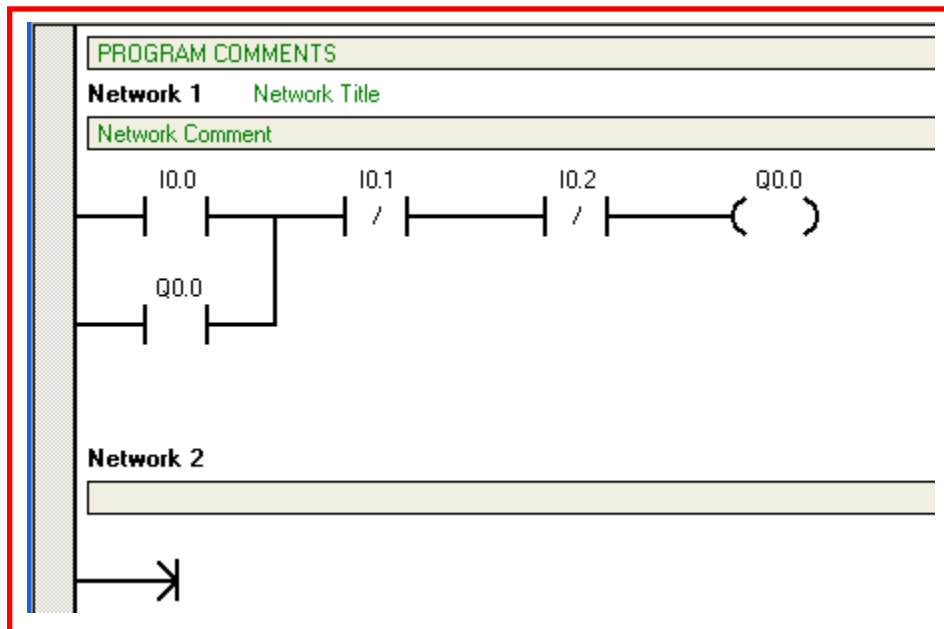 PROGRAM COMMENTS
Network 1 Network Title
Network Comment
I0.0 I0.1 I0.2 Q0.0
Q0.0
Network 2